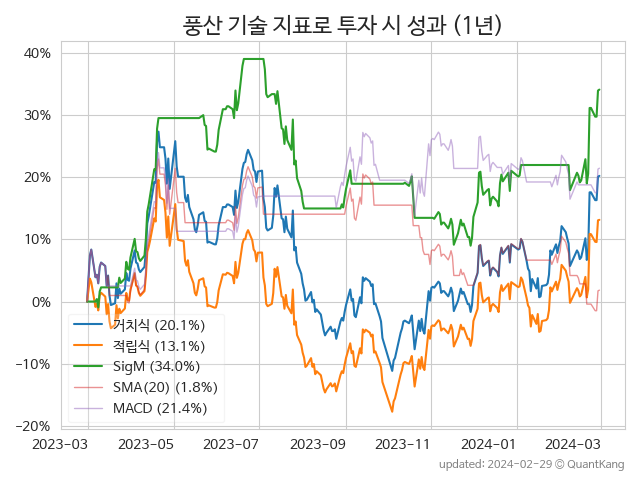 풍산 기술 지표로 투자 시 성과 (1년)
40%
30%
20%
10%
0%
−10%
−20%
거치식 (20.1%)
적립식 (13.1%)
SigM (34.0%)
SMA(20) (1.8%)
MACD (21.4%)
2023-03
2023-05
2023-07
2023-09
2023-11
2024-01
2024-03
updated: 2024-02-29 © QuantKang